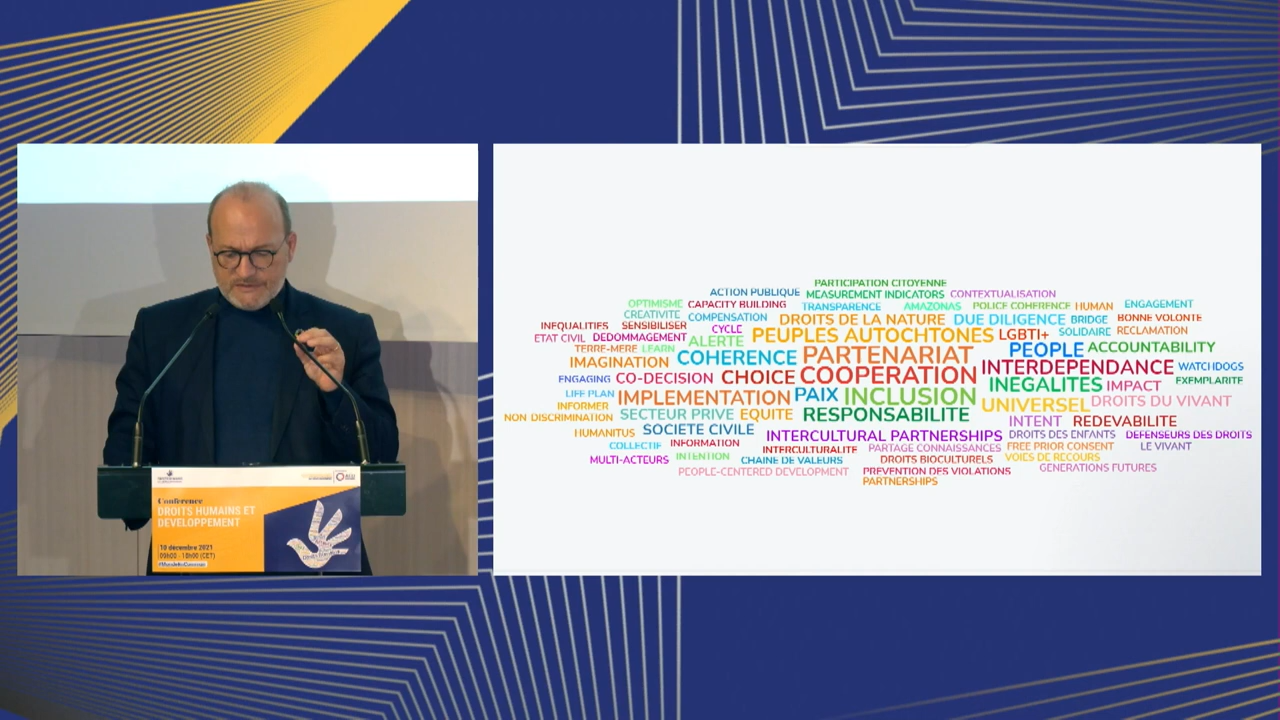 Conférence
DROITS HUMAINS ET
DÉVELOPPEMENT
10 décembre 2021
09h00 - 18h00 (CET)
PARTICIPATION CITOYENNE
ACTION PUBLIQUE MEASUREMENT INDICATORS CONTEXTUALISATION
OPTIMISME CAPACITY BUILDING TRANSPARENCE AMAZONAS POLICE COHERENCE HUMAN ENGAGEMENT
CREATIVITE COMPENSATION DROITS DE LA NATURE DUE DILIGENCE BRIDGE BONNE VOLONTE
INEQUALITIES SENSIBILISER CYCLE PEUPLES AUTOCHTONES LGBTI+ SOLIDAIRE RECLAMATION
ETAT CIVIL DEDOMMAGEMENT ALERTE
TERRE-MERE LEARN COHERENCE PARTENARIAT PEOPLE ACCOUNTABILITY
IMAGINATION INTERDEPENDANCE WATCHDOGS
ENGAGING CO-DECISION CHOICE COOPERATION INEGALITES IMPACT EXEMPLARITE
LIFE PLAN IMPLEMENTATION PAIX INCLUSION UNIVERSEL DROITS DU VIVANT
INFORMER
NON DISCRIMINATION SECTEUR PRIVE EQUITE RESPONSABILITE INTENT REDEVABILITE
HUMANITUS SOCIETE CIVILE INTERCULTURAL PARTNERSHIPS DROITS DES ENFANTS DEFENSEURS DES DROITS
COLLECTIF INFORMATION INTERCULTURALITE PARTAGE CONNAISSANCES FREE PRIOR CONSENT LE VIVANT
MULTI-ACTEURS INTENTION CHAINE DE VALEURS DROITS BIOCULTURELS VOIES DE RECOURS
PEOPLE-CENTERED DEVELOPMENT PREVENTION DES VIOLATIONS GENERATIONS FUTURES
PARTNERSHIPS